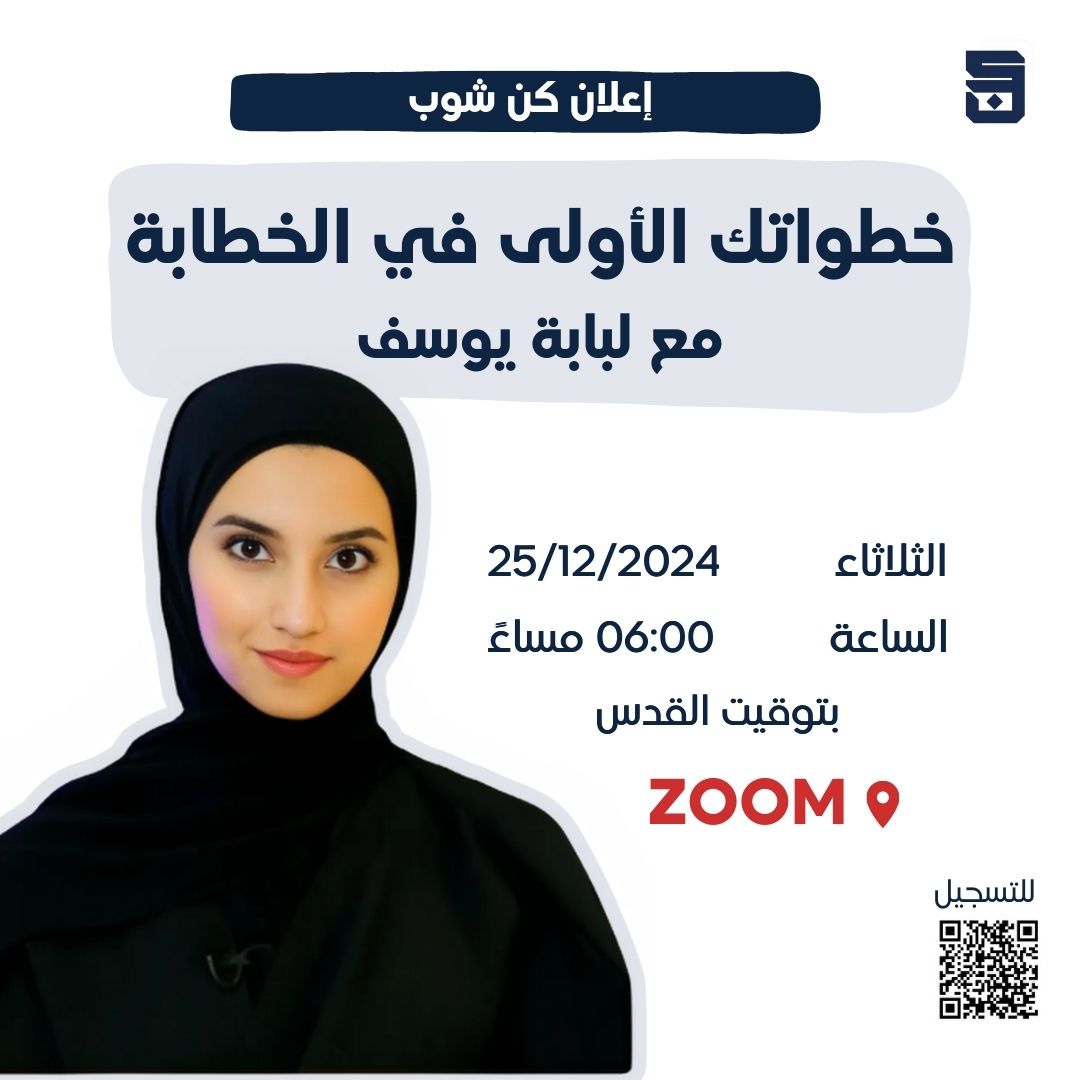 إعلان كن شوب
خطواتك الأولى في الخطابة
مع لبابة يوسف
الثلاثاء 25/12/2024
الساعة 06:00 مساءً
بتوقيت القدس
ZOOM
للتسجيل